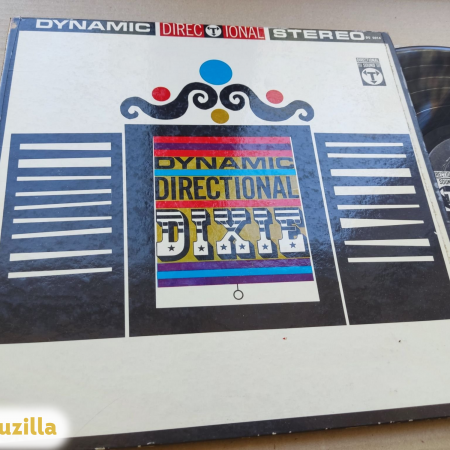 DYNAMIC DIRECTIONAL STEREO
DYNAMIC
DIRECTIONAL
DIXIE
uzilla